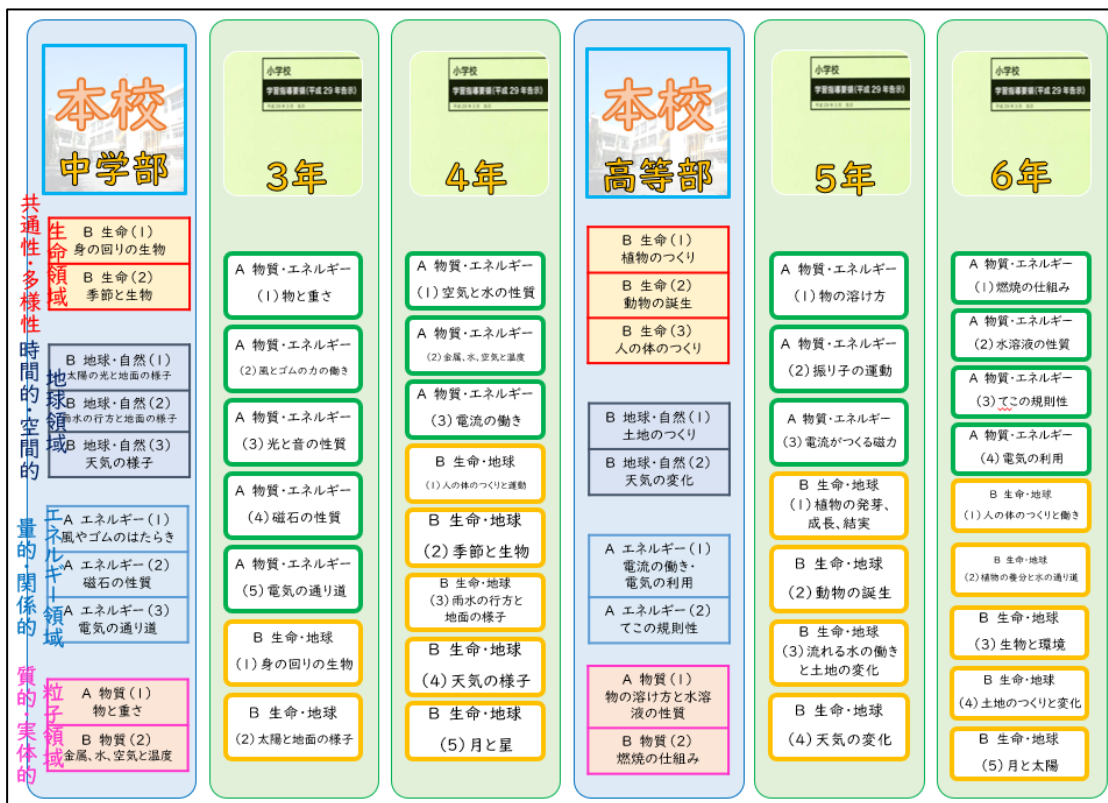 本校
中学部
共通性・多様性
生命領域
B 生命(1)
身の回りの生物
B 生命(2)
季節と生物
時間的・空間的
地球領域
B 地球・自然(1)
太陽の光と地面の様子
B 地球・自然(2)
雨水の行方と地面の様子
B 地球・自然(3)
天気の様子
量的・関係的
エネルギー領域
A エネルギー(1)
風やゴムのはたらき
A エネルギー(2)
磁石の性質
A エネルギー(3)
電気の通り道
質的・実体的
粒子領域
A 物質(1)
物と重さ
B 物質(2)
金属、水、空気と温度
小学校
学習指導要領(平成29年告示)
3年
A 物質・エネルギー
(1)物と重さ
A 物質・エネルギー
(2)風とゴムの力の働き
A 物質・エネルギー
(3)光と音の性質
A 物質・エネルギー
(4)磁石の性質
A 物質・エネルギー
(5)電気の通り道
B 生命・地球
(1)身の回りの生物
B 生命・地球
(2)太陽と地面の様子
小学校
学習指導要領(平成29年告示)
4年
A 物質・エネルギー
(1)空気と水の性質
A 物質・エネルギー
(2)金属、水、空気と温度
A 物質・エネルギー
(3)電流の働き
B 生命・地球
(1)人の体のつくりと運動
B 生命・地球
(2)季節と生物
B 生命・地球
(3)雨水の行方と
地面の様子
B 生命・地球
(4)天気の様子
B 生命・地球
(5)月と星
本校
高等部
B 生命(1)
植物のつくり
B 生命(2)
動物の誕生
B 生命(3)
人の体のつくり
B 地球・自然(1)
土地のつくり
B 地球・自然(2)
天気の変化
A エネルギー(1)
電流の働き・
電気の利用
A エネルギー(2)
てこの規則性
A 物質(1)
物の溶け方と水溶
液の性質
B 物質(2)
燃焼の仕組み
小学校
学習指導要領(平成29年告示)
5年
A 物質・エネルギー
(1)物の溶け方
A 物質・エネルギー
(2)振り子の運動
A 物質・エネルギー
(3)電流がつくる磁力
B 生命・地球
(1)植物の発芽、
成長、結実
B 生命・地球
(2)動物の誕生
B 生命・地球
(3)流れる水の働き
と土地の変化
B 生命・地球
(4)天気の変化
小学校
学習指導要領(平成29年告示)
6年
A 物質・エネルギー
(1)燃焼の仕組み
A 物質・エネルギー
(2)水溶液の性質
A 物質・エネルギー
(3)てこの規則性
A 物質・エネルギー
(4)電気の利用
B 生命・地球
(1)人の体のつくりと働き
B 生命・地球
(2)植物の養分と水の通り道
B 生命・地球
(3)生物と環境
B 生命・地球
(4)土地のつくりと変化
B 生命・地球
(5)月と太陽